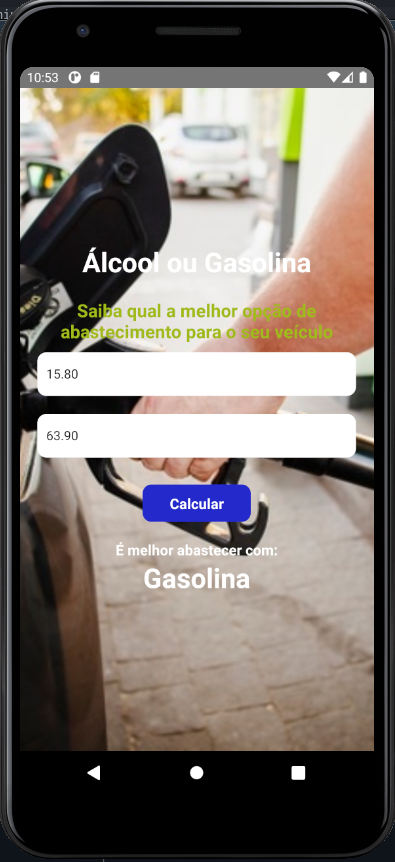 10:53
Álcool ou Gasolina
Saiba qual a melhor opção de
abastecimento para o seu veículo
15.80
63.90
Calcular
É melhor abastecer com:
Gasolina